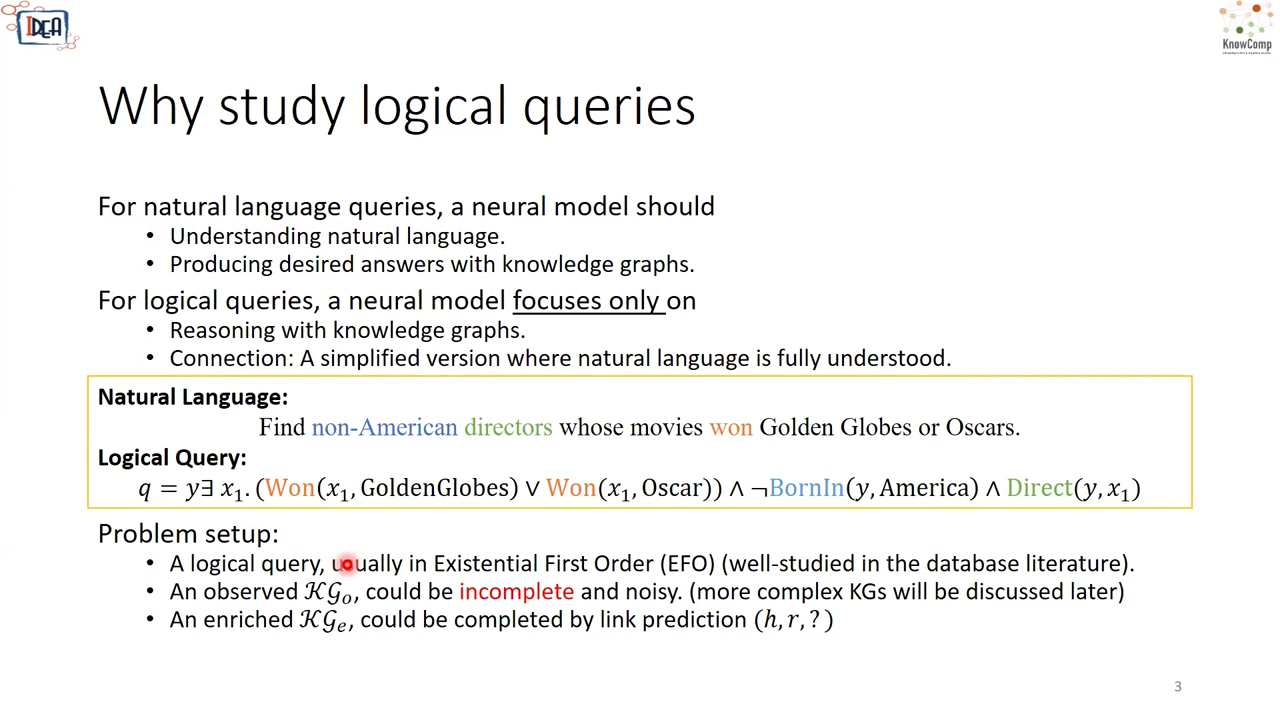 IDEA
KnowComp
Why study logical queries
For natural language queries, a neural model should
• Understanding natural language.
• Producing desired answers with knowledge graphs.
For logical queries, a neural model focuses only on
• Reasoning with knowledge graphs.
• Connection: A simplified version where natural language is fully understood.
Natural Language:
Find non-American directors whose movies won Golden Globes or Oscars.
Logical Query:
q = y∃ x₁.(Won(x₁, GoldenGlobes) ∨ Won(x₁, Oscar)) ∧ ¬BornIn(y, America) ∧ Direct(y, x₁)
Problem setup:
• A logical query, usually in Existential First Order (EFO) (well-studied in the database literature).
• An observed 𝒦𝒢ₒ, could be incomplete and noisy. (more complex KGs will be discussed later)
• An enriched 𝒦𝒢ₑ, could be completed by link prediction (h, r, ?)
3